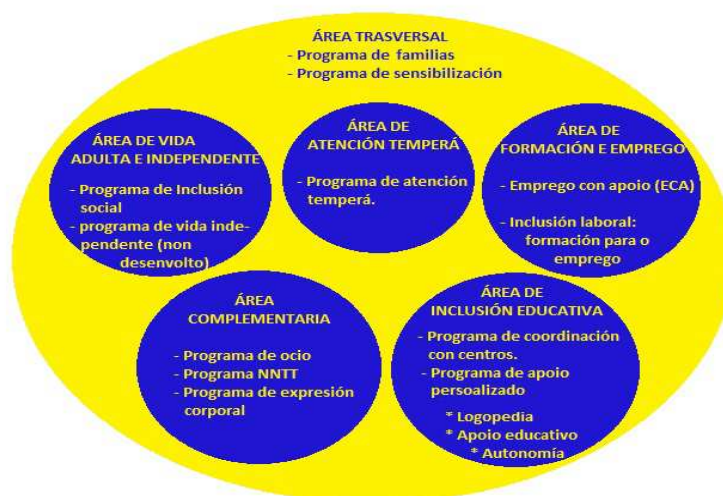 ÁREA TRASVERSAL
- Programa de familias
- Programa de sensibilización
ÁREA DE VIDA
ADULTA E INDEPENDENTE
- Programa de Inclusión
social
- programa de vida inde-
pendente (non
desenvolto)
ÁREA DE
ATENCIÓN TEMPERÁ
- Programa de atención
temperá.
ÁREA DE
FORMACIÓN E EMPREGO
- Emprego con apoio (ECA)
- Inclusión laboral:
formación para o
emprego
ÁREA
COMPLEMENTARIA
- Programa de ocio
- Programa NNTT
- Programa de expresión
corporal
ÁREA DE
INCLUSIÓN EDUCATIVA
- Programa de coordinación
con centros.
- Programa de apoio
persoalizado
* Logopedia
* Apoio educativo
* Autonomía